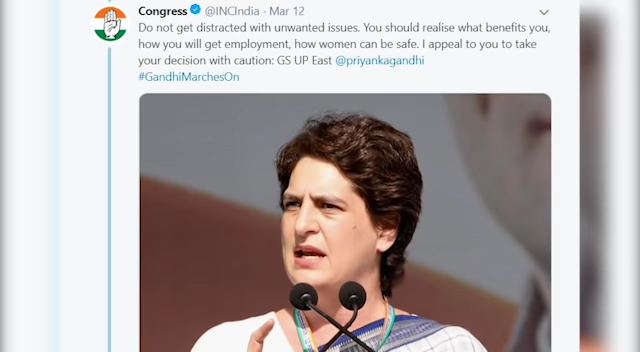 Congress @INCIndia · Mar 12
Do not get distracted with unwanted issues. You should realise what benefits you,
how you will get employment, how women can be safe. I appeal to you to take
your decision with caution: GS UP East @priyankagandhi
#GandhiMarchesOn